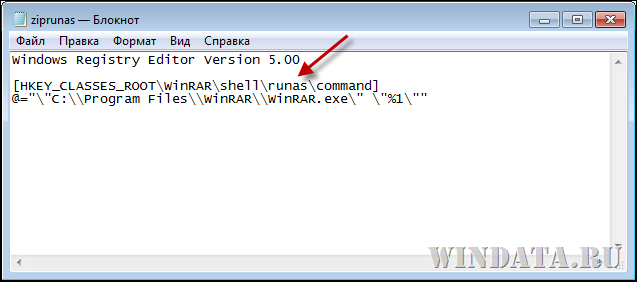 ziprunas — Блокнот
Файл Правка Формат Вид Справка
Windows Registry Editor Version 5.00
[HKEY_CLASSES_ROOT\WinRAR\shell\runas\command]
@="\"C:\\Program Files\\WinRAR\\WinRAR.exe\" \"%1\""
WINDATA.RU